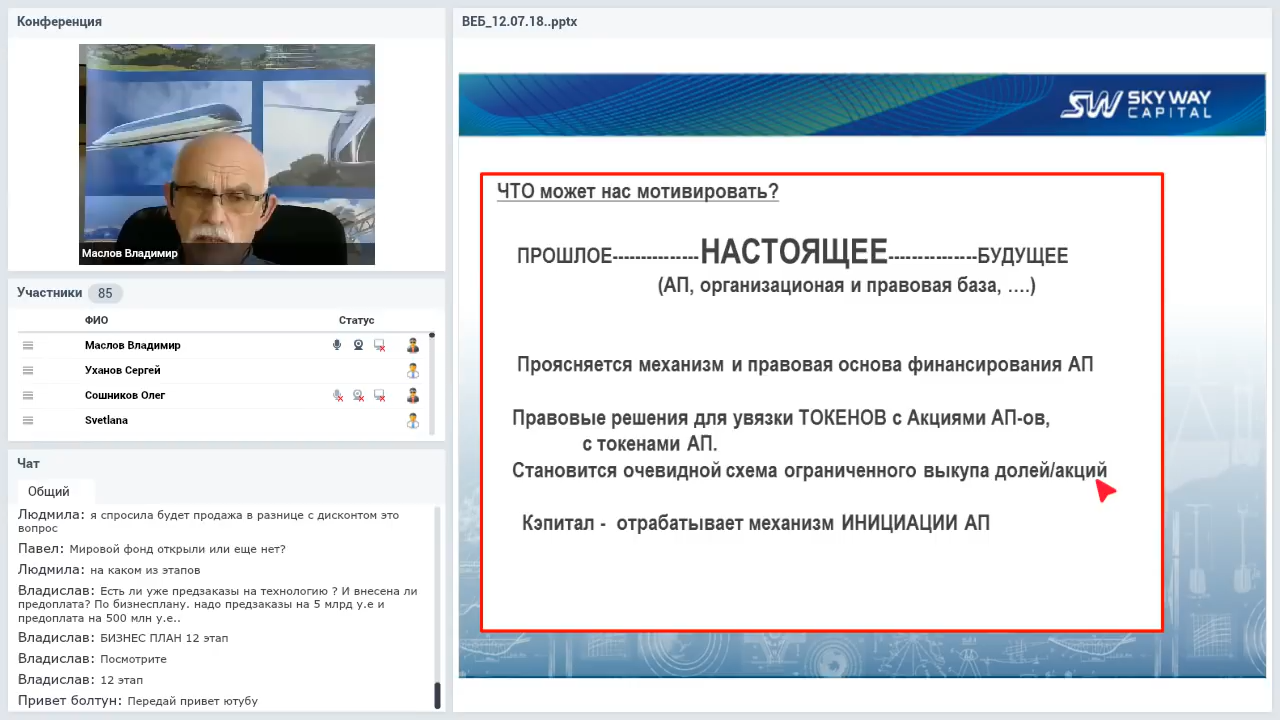 Конференция
Маслов Владимир
Участники 85
ФИО Статус
Маслов Владимир
Уханов Сергей
Сошников Олег
Svetlana
Чат
Общий
Людмила: я спросила будет продажа в разнице с дисконтом это
вопрос
Павел: Мировой фонд открыли или еще нет?
Людмила: на каком из этапов
Владислав: Есть ли уже предзаказы на технологию ? И внесена ли
предоплата? По бизнесплану. надо предзаказы на 5 млрд у.е и
предоплата на 500 млн у.е..
Владислав: БИЗНЕС ПЛАН 12 этап
Владислав: Посмотрите
Владислав: 12 этап
Привет болтун: Передай привет ютубу
ВЕБ_12.07.18..pptx
SW SKY WAY
CAPITAL
ЧТО может нас мотивировать?
ПРОШЛОЕ---------------НАСТОЯЩЕЕ---------------БУДУЩЕЕ
(АП, организационая и правовая база, ….)
Проясняется механизм и правовая основа финансирования АП
Правовые решения для увязки ТОКЕНОВ с Акциями АП-ов,
с токенами АП.
Становится очевидной схема ограниченного выкупа долей/акций
Кэпитал - отрабатывает механизм ИНИЦИАЦИИ АП